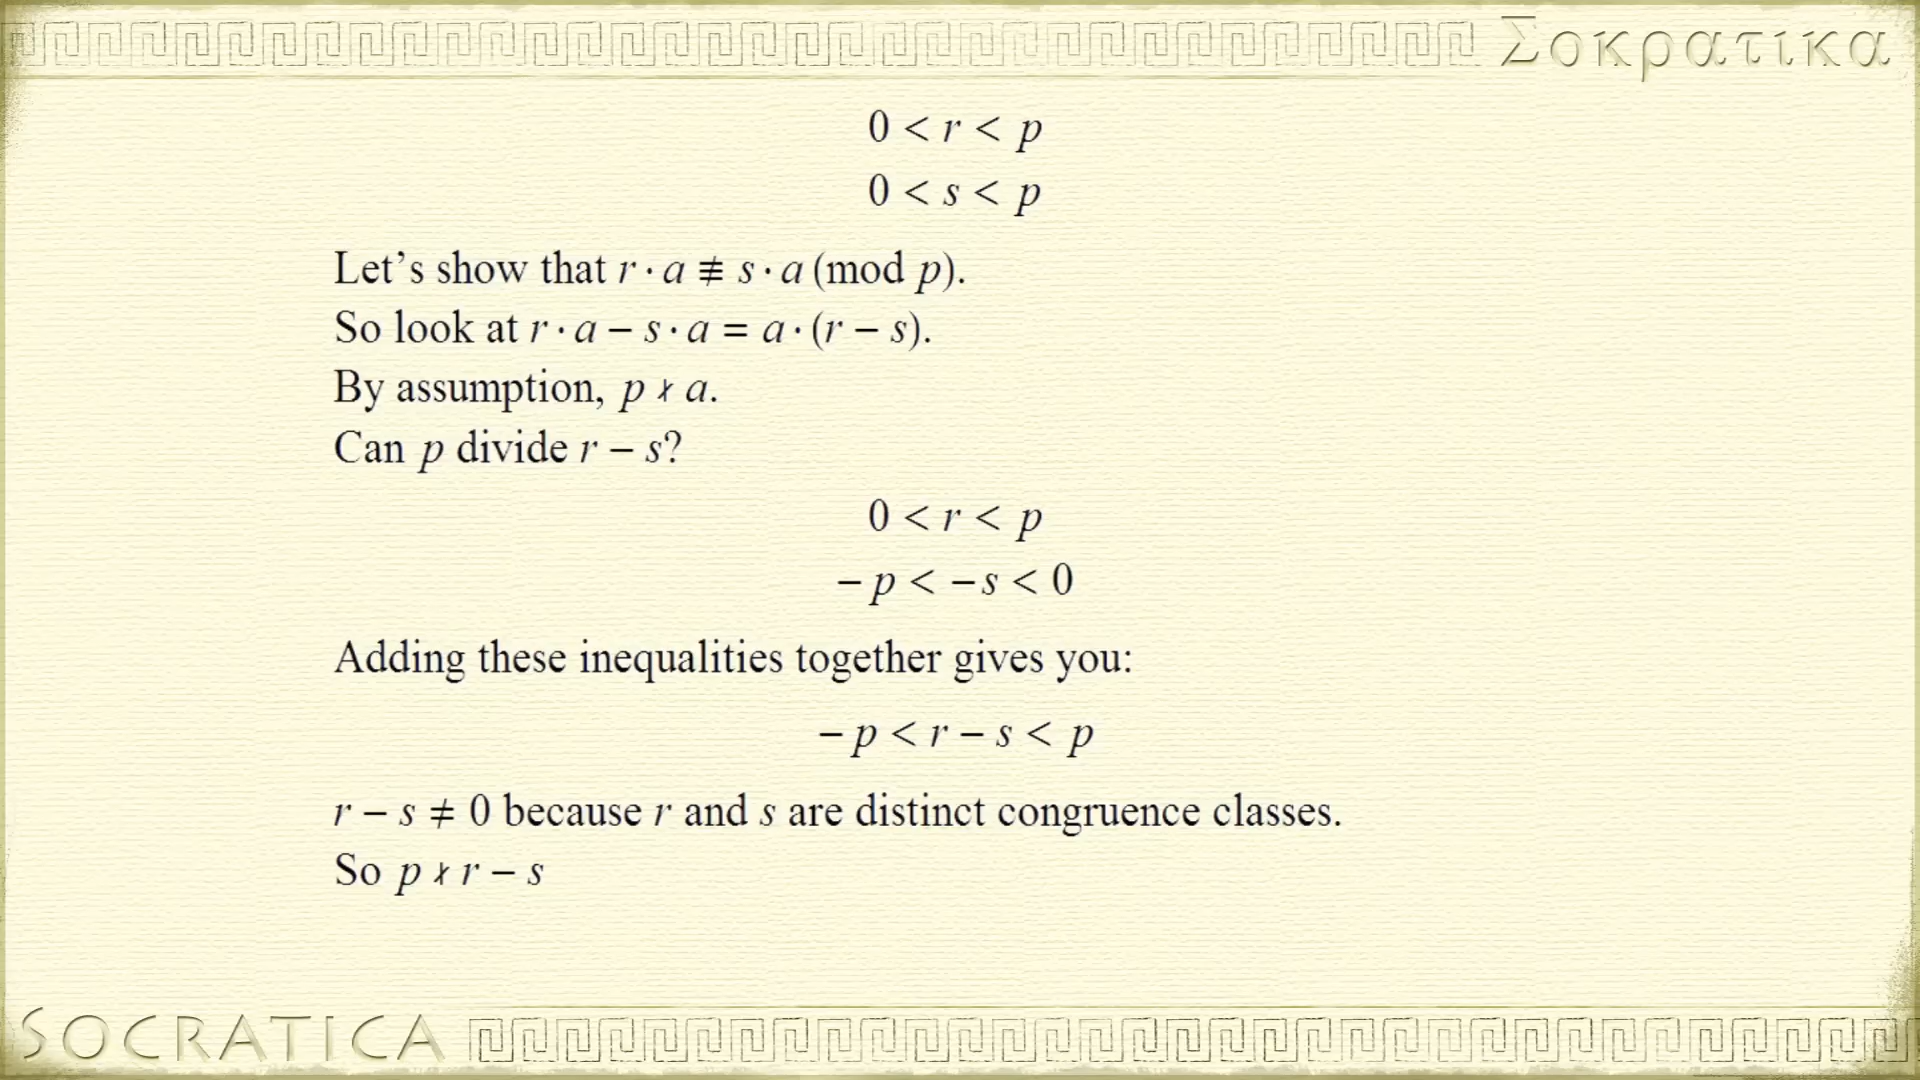 Σοκρατικα
0 < r < p
0 < s < p
Let’s show that r · a ≢ s · a (mod p).
So look at r · a − s · a = a · (r − s).
By assumption, p ∤ a.
Can p divide r − s?
0 < r < p
− p < − s < 0
Adding these inequalities together gives you:
− p < r − s < p
r − s ≠ 0 because r and s are distinct congruence classes.
So p ∤ r − s
SOCRATICA